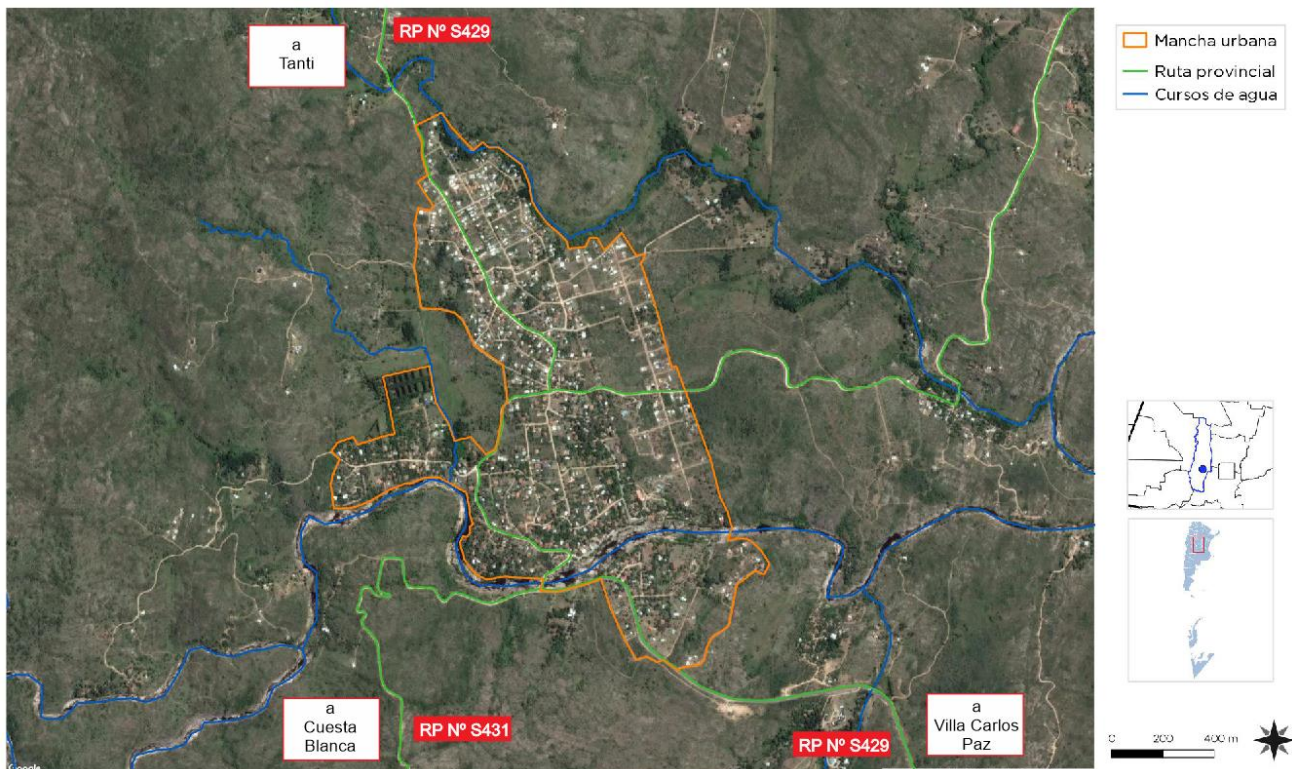 a
Tanti
RP Nº S429
Mancha urbana
Ruta provincial
Cursos de agua
a
Cuesta
Blanca
RP Nº S431
RP Nº S429
a
Villa Carlos
Paz
0 200 400 m
Google